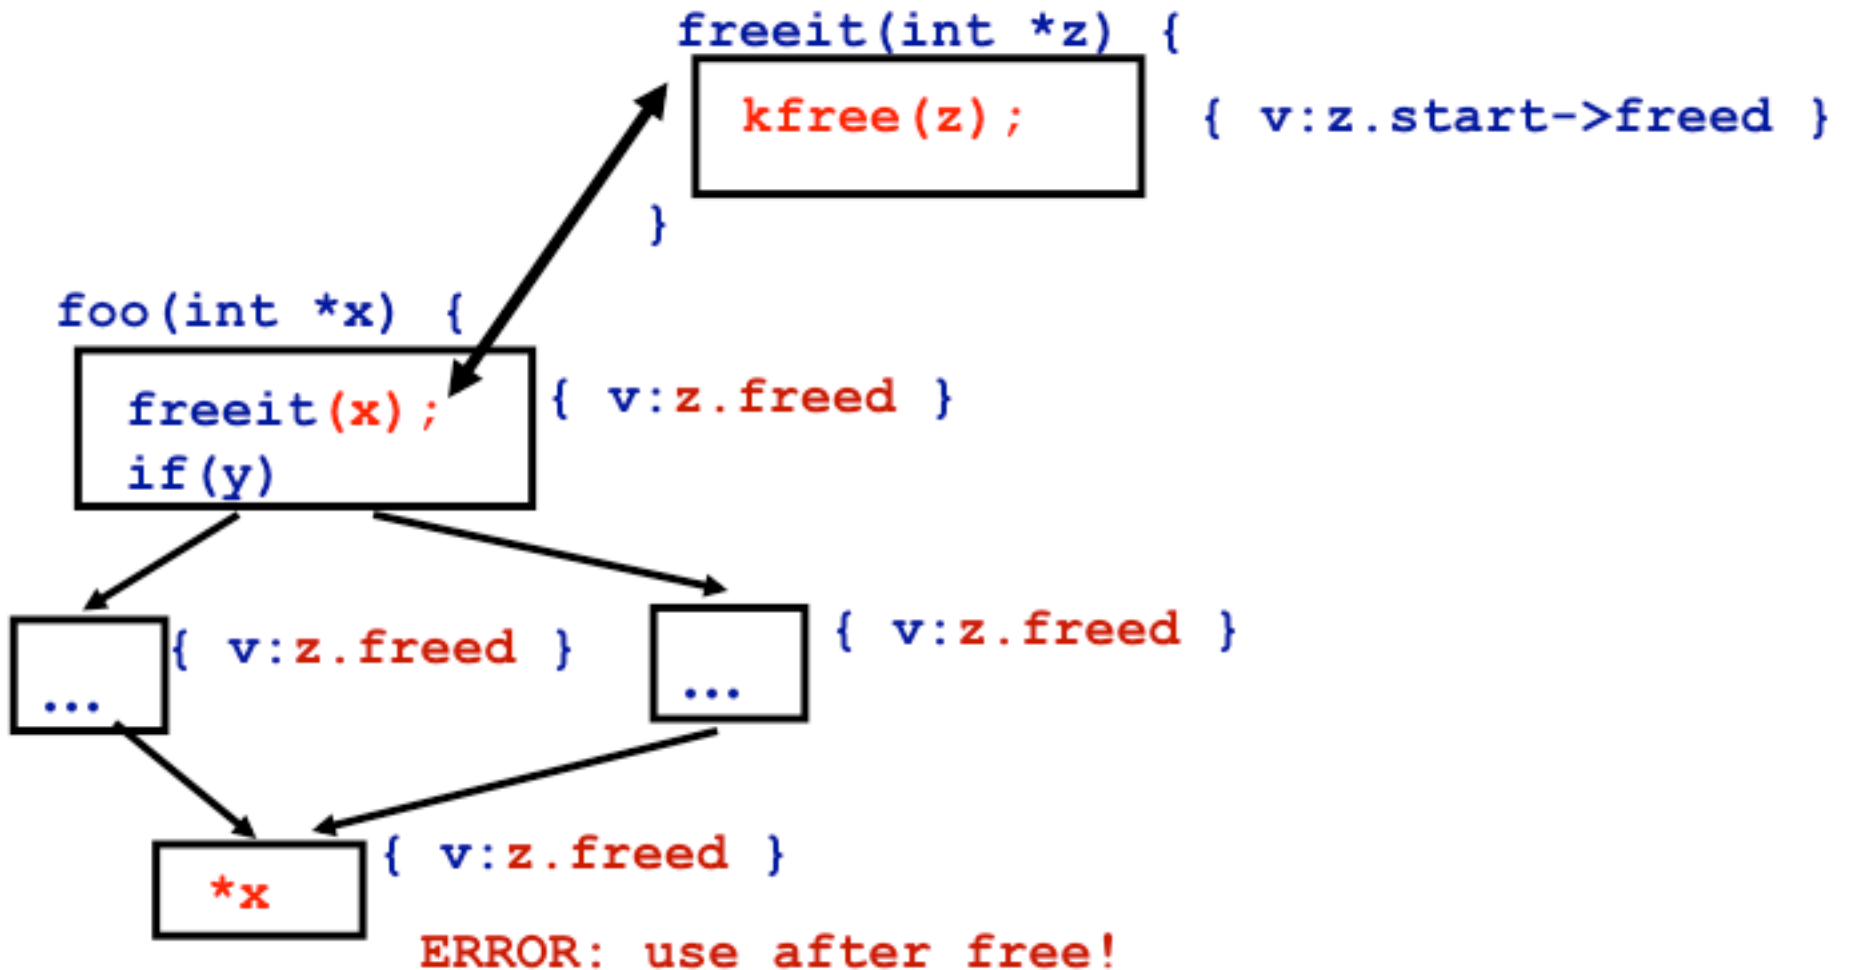 freeit(int *z) {
kfree(z);
{ v:z.start->freed }
}
foo(int *x) {
freeit(x);
{ v:z.freed }
if(y)
...
{ v:z.freed }
...
{ v:z.freed }
*x
{ v:z.freed }
ERROR: use after free!